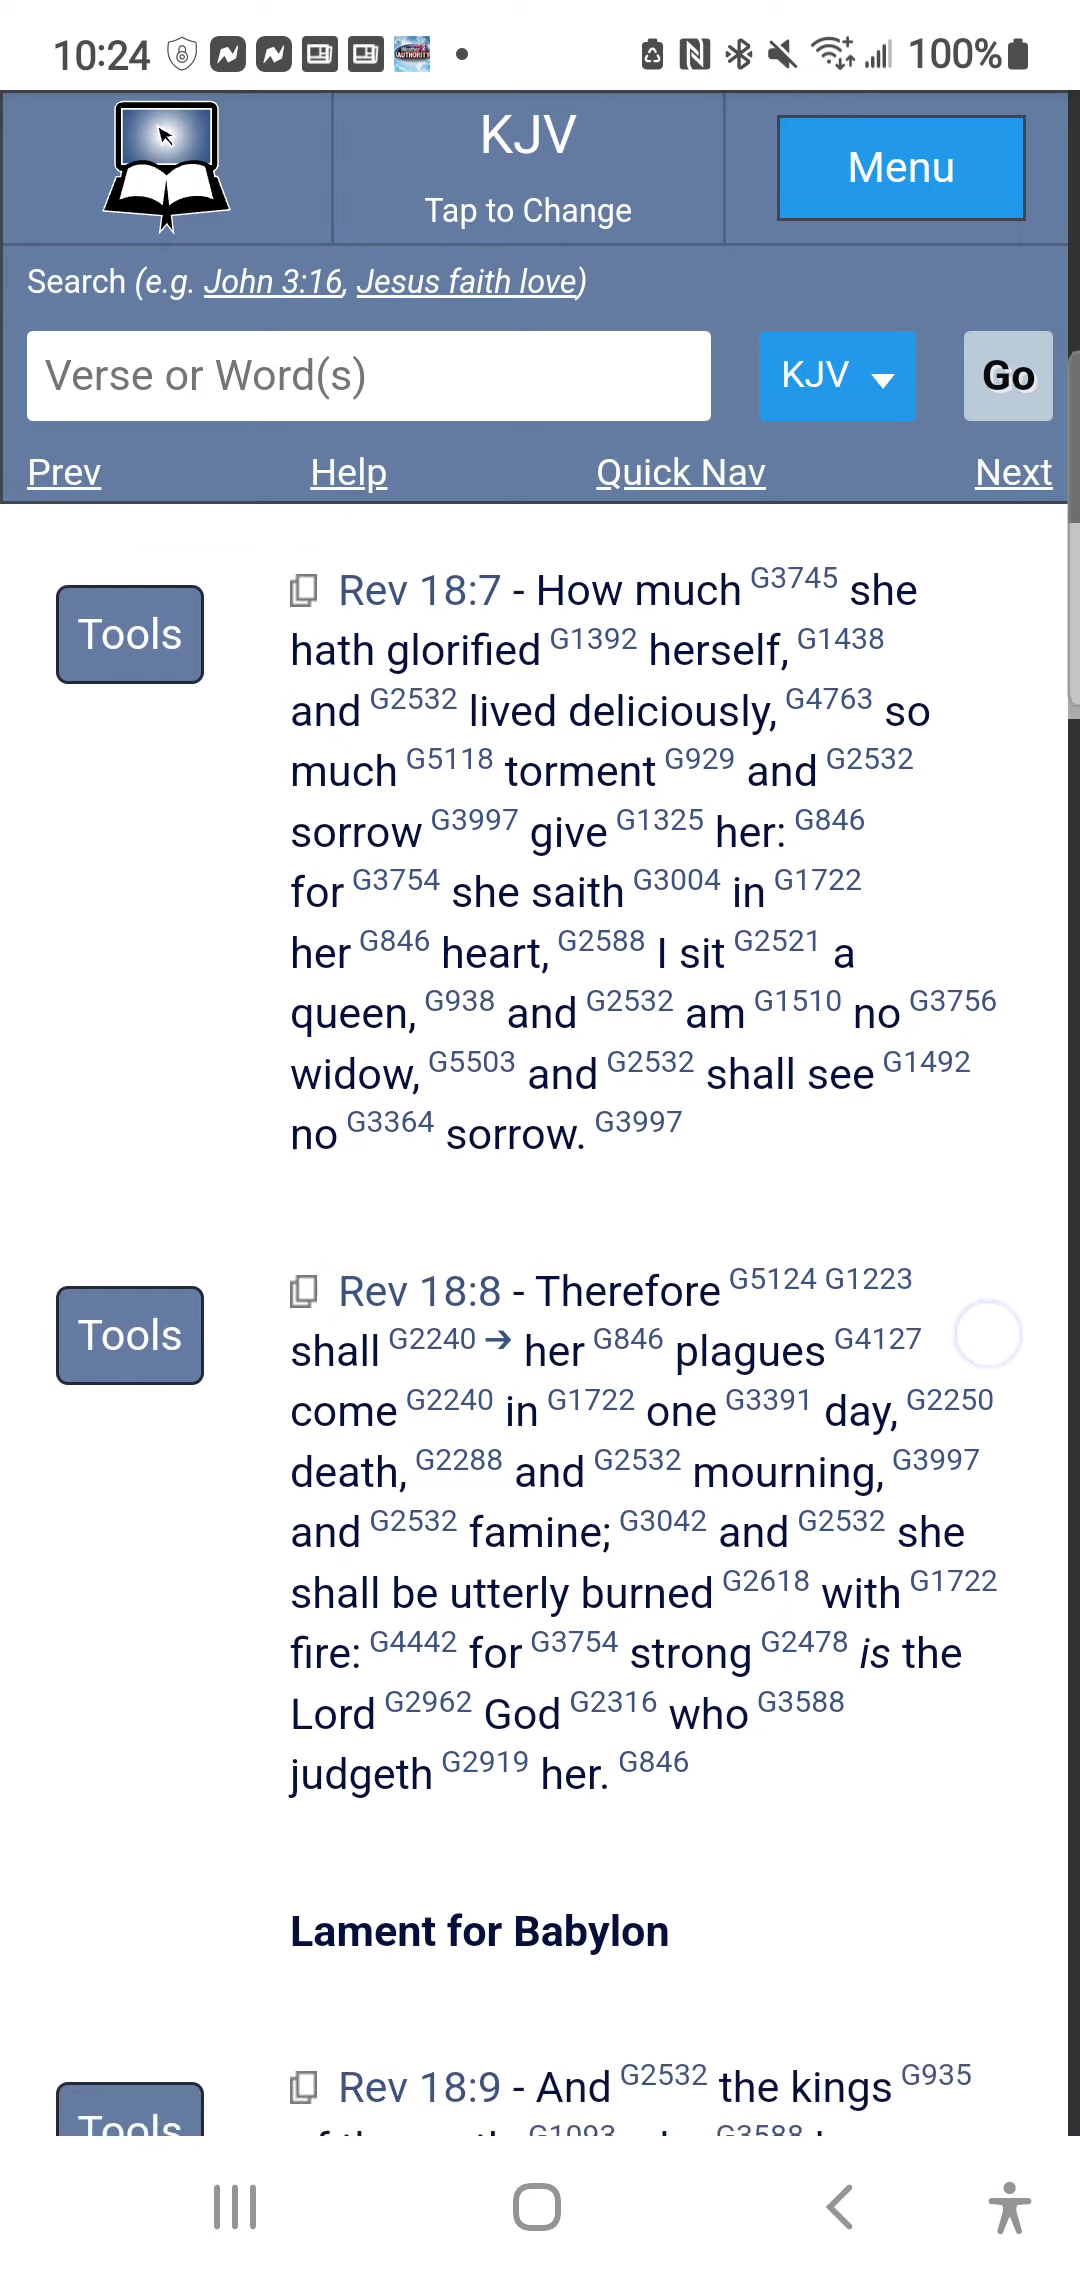 10:24 100%
KJV
Menu
Tap to Change
Search (e.g. John 3:16, Jesus faith love)
Verse or Word(s) KJV Go
Prev Help Quick Nav Next
Tools
Rev 18:7 - How much G3745 she
hath glorified G1392 herself, G1438
and G2532 lived deliciously, G4763 so
much G5118 torment G929 and G2532
sorrow G3997 give G1325 her: G846
for G3754 she saith G3004 in G1722
her G846 heart, G2588 I sit G2521 a
queen, G938 and G2532 am G1510 no G3756
widow, G5503 and G2532 shall see G1492
no G3364 sorrow. G3997
Tools
Rev 18:8 - Therefore G5124 G1223
shall G2240 ➔ her G846 plagues G4127
come G2240 in G1722 one G3391 day, G2250
death, G2288 and G2532 mourning, G3997
and G2532 famine; G3042 and G2532 she
shall be utterly burned G2618 with G1722
fire: G4442 for G3754 strong G2478 is the
Lord G2962 God G2316 who G3588
judgeth G2919 her. G846
Lament for Babylon
Tools
Rev 18:9 - And G2532 the kings G935
G1093 G3588